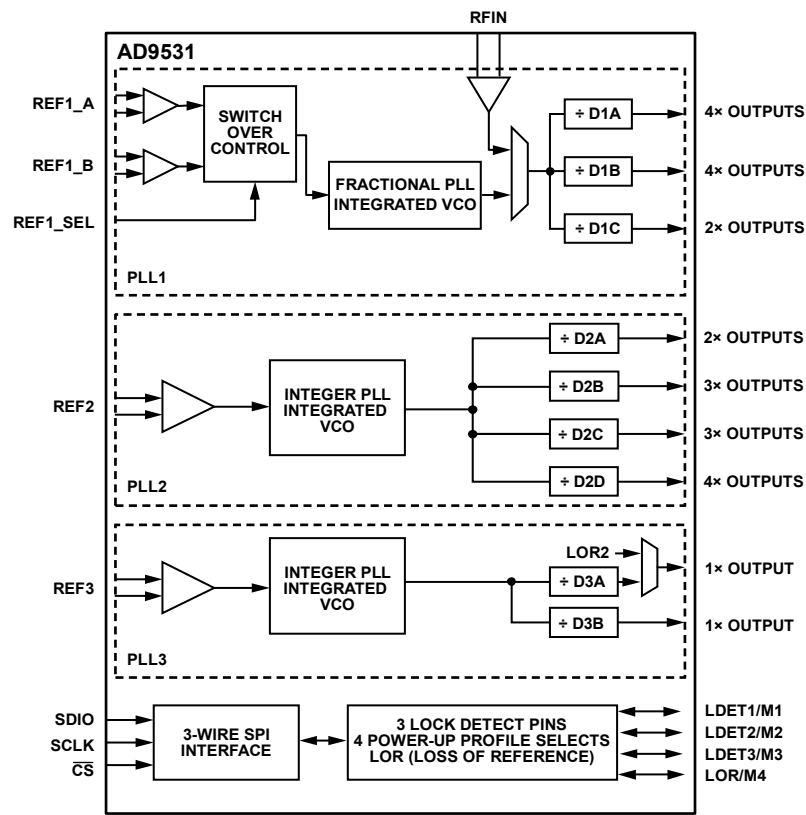 RFIN
AD9531
REF1_A
REF1_B
REF1_SEL
SWITCH
OVER
CONTROL
FRACTIONAL PLL
INTEGRATED VCO
÷ D1A
÷ D1B
÷ D1C
4× OUTPUTS
4× OUTPUTS
2× OUTPUTS
PLL1
REF2
INTEGER PLL
INTEGRATED
VCO
÷ D2A
÷ D2B
÷ D2C
÷ D2D
2× OUTPUTS
3× OUTPUTS
3× OUTPUTS
4× OUTPUTS
PLL2
REF3
INTEGER PLL
INTEGRATED
VCO
LOR2
÷ D3A
÷ D3B
1× OUTPUT
1× OUTPUT
PLL3
SDIO
SCLK
CS
3-WIRE SPI
INTERFACE
3 LOCK DETECT PINS
4 POWER-UP PROFILE SELECTS
LOR (LOSS OF REFERENCE)
LDET1/M1
LDET2/M2
LDET3/M3
LOR/M4